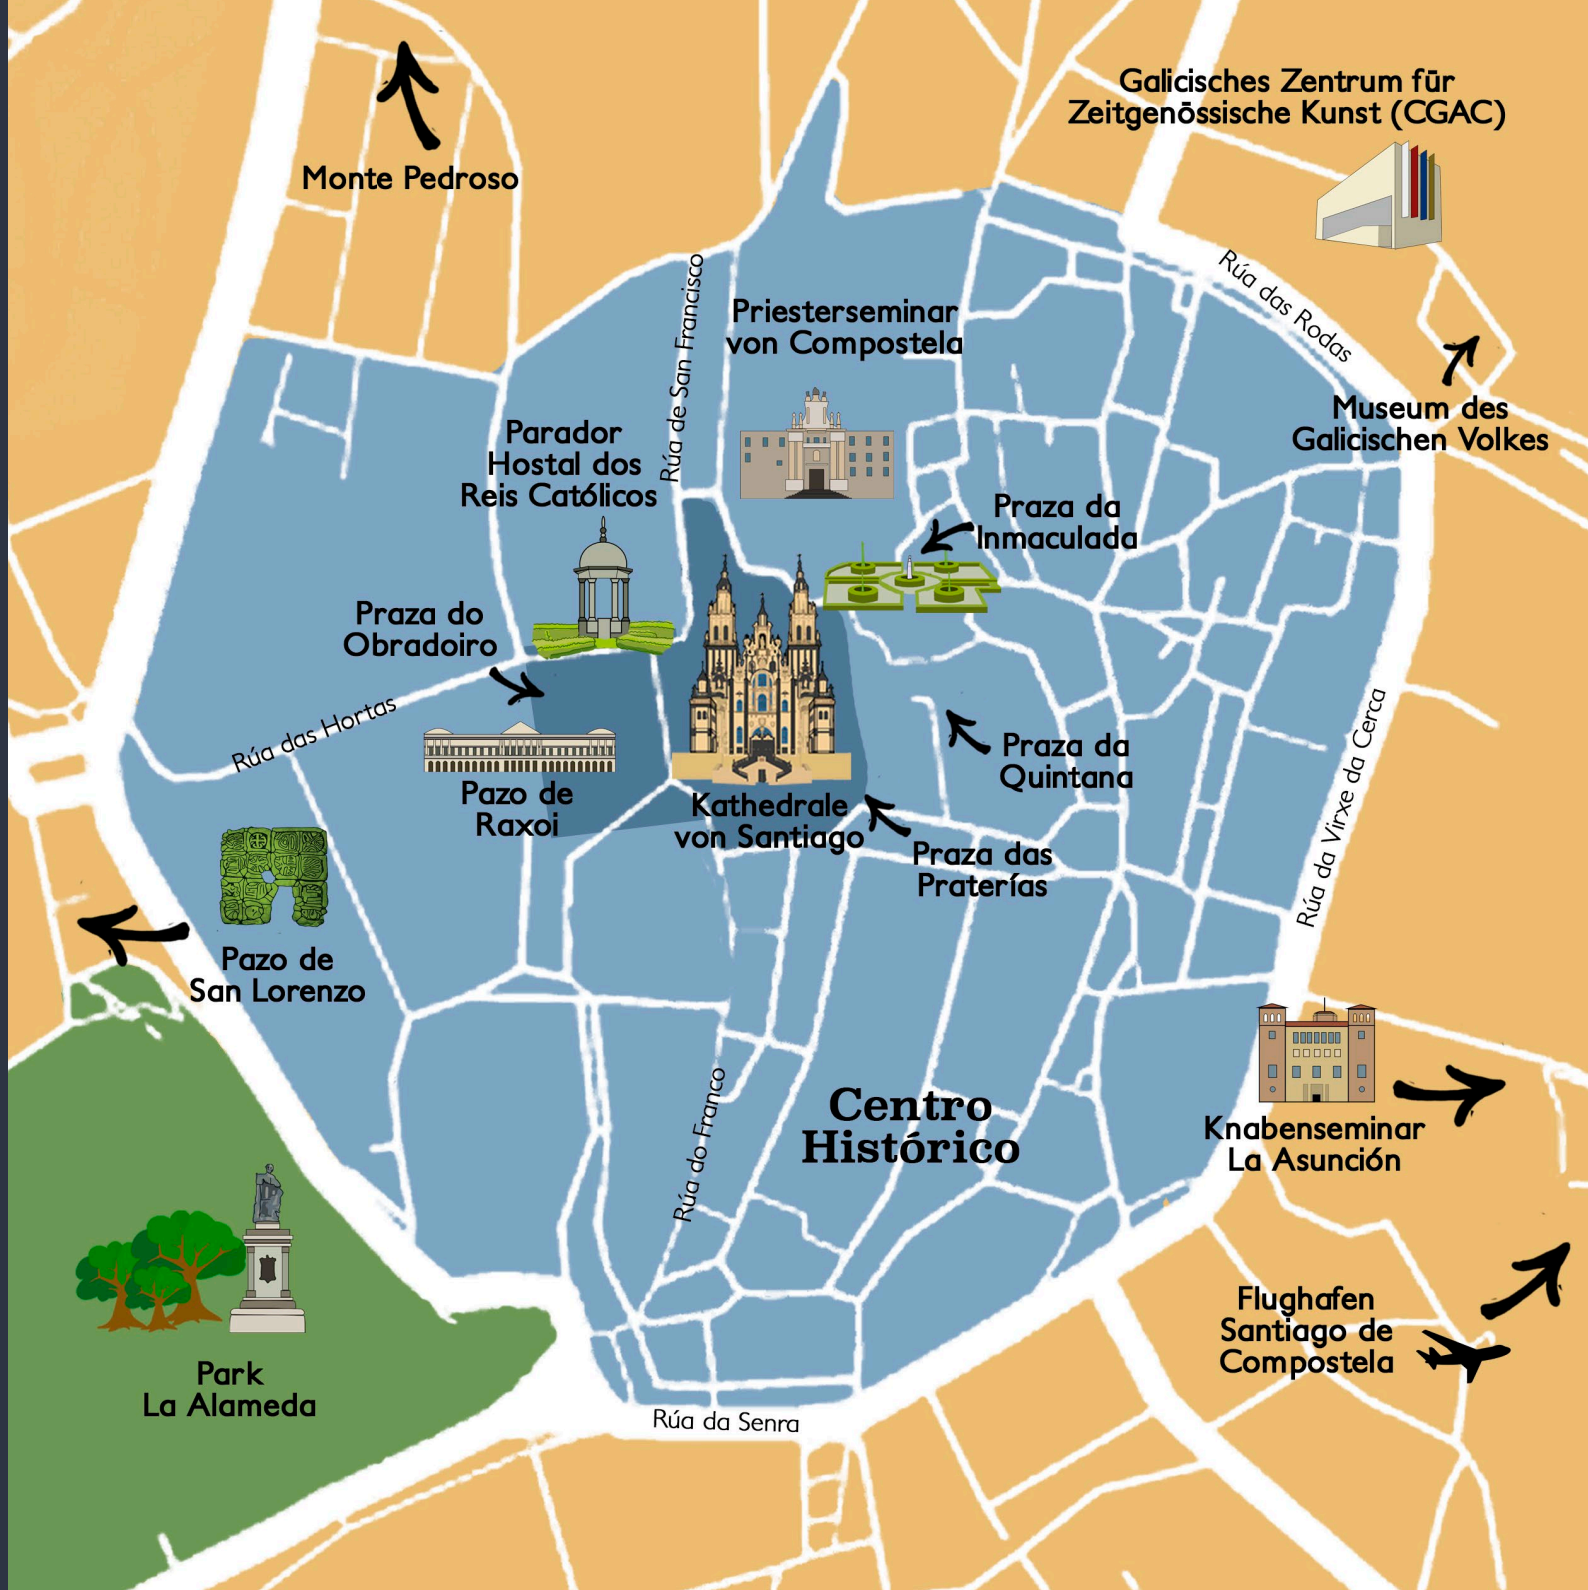 Galicisches Zentrum für
Zeitgenössische Kunst (CGAC)
Monte Pedroso
Rúa das Rodas
Rúa de San Francisco
Priesterseminar
von Compostela
Museum des
Galicischen Volkes
Parador
Hostal dos
Reis Católicos
Praza da
Inmaculada
Praza do
Obradoiro
Rúa das Hortas
Praza da
Quintana
Rúa da Virxe da Cerca
Pazo de
Raxoi
Kathedrale
von Santiago
Praza das
Praterías
Pazo de
San Lorenzo
Centro
Histórico
Rúa do Franco
Knabenseminar
La Asunción
Flughafen
Santiago de
Compostela
Park
La Alameda
Rúa da Senra